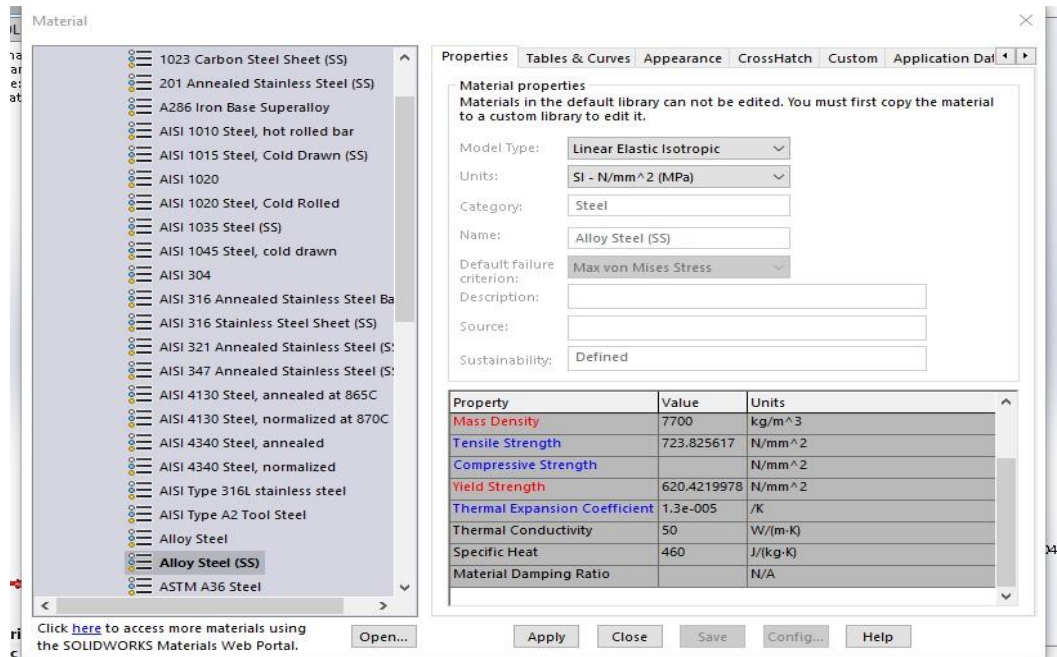 Material
1023 Carbon Steel Sheet (SS)
201 Annealed Stainless Steel (SS)
A286 Iron Base Superalloy
AISI 1010 Steel, hot rolled bar
AISI 1015 Steel, Cold Drawn (SS)
AISI 1020
AISI 1020 Steel, Cold Rolled
AISI 1035 Steel (SS)
AISI 1045 Steel, cold drawn
AISI 304
AISI 316 Annealed Stainless Steel Ba
AISI 316 Stainless Steel Sheet (SS)
AISI 321 Annealed Stainless Steel (S
AISI 347 Annealed Stainless Steel (S
AISI 4130 Steel, annealed at 865C
AISI 4130 Steel, normalized at 870C
AISI 4340 Steel, annealed
AISI 4340 Steel, normalized
AISI Type 316L stainless steel
AISI Type A2 Tool Steel
Alloy Steel
Alloy Steel (SS)
ASTM A36 Steel
Click here to access more materials using
the SOLIDWORKS Materials Web Portal.
Open...
Properties Tables & Curves Appearance CrossHatch Custom Application Dat
Material properties
Materials in the default library can not be edited. You must first copy the material
to a custom library to edit it.
Model Type: Linear Elastic Isotropic
Units: SI - N/mm^2 (MPa)
Category: Steel
Name: Alloy Steel (SS)
Default failure
criterion: Max von Mises Stress
Description:
Source:
Sustainability: Defined
Property Value Units
Mass Density 7700 kg/m^3
Tensile Strength 723.825617 N/mm^2
Compressive Strength N/mm^2
Yield Strength 620.4219978 N/mm^2
Thermal Expansion Coefficient 1.3e-005 /K
Thermal Conductivity 50 W/(m·K)
Specific Heat 460 J/(kg·K)
Material Damping Ratio N/A
Apply Close Save Config... Help